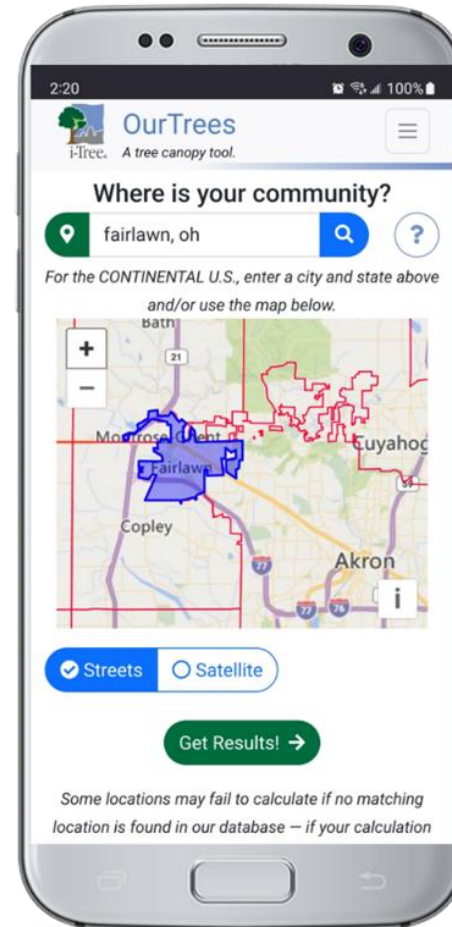 2:20
100%
i-Tree.
OurTrees
A tree canopy tool.
Where is your community?
fairlawn, oh
?
For the CONTINENTAL U.S., enter a city and state above
and/or use the map below.
+
−
Bath
21
Fairlawn
Cuyahog
59
Copley
77
Akron
77
76
i
Streets
Satellite
Get Results! →
Some locations may fail to calculate if no matching
location is found in our database — if your calculation